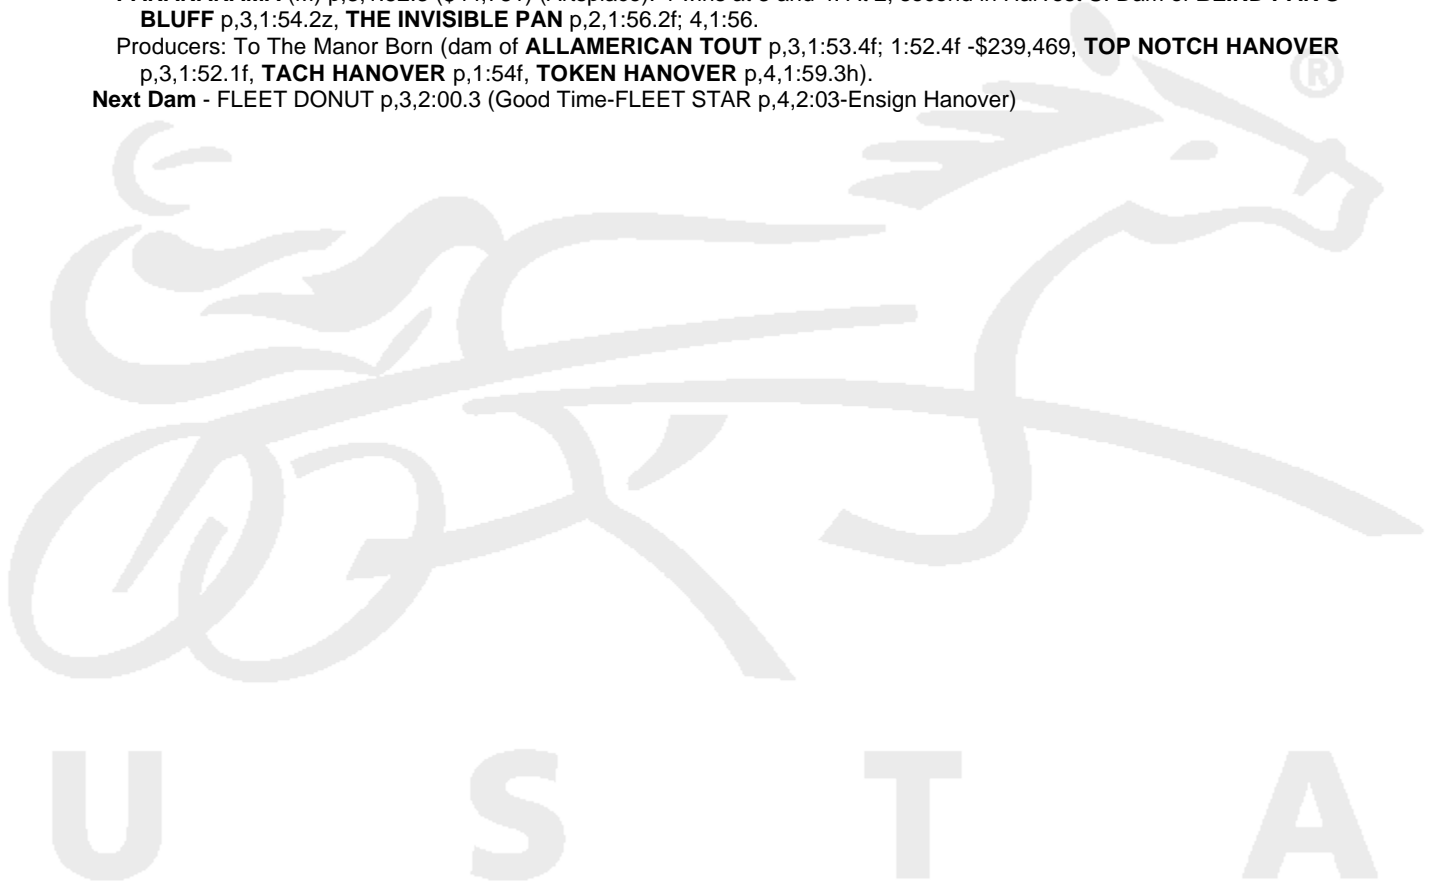 BLUFF p,3,1:54.2z, THE INVISIBLE PAN p,2,1:56.2f; 4,1:56.
Producers: To The Manor Born (dam of ALLAMERICAN TOUT p,3,1:53.4f; 1:52.4f -$239,469, TOP NOTCH HANOVER
p,3,1:52.1f, TACH HANOVER p,1:54f, TOKEN HANOVER p,4,1:59.3h).
Next Dam - FLEET DONUT p,3,2:00.3 (Good Time-FLEET STAR p,4,2:03-Ensign Hanover)
®
U S T A